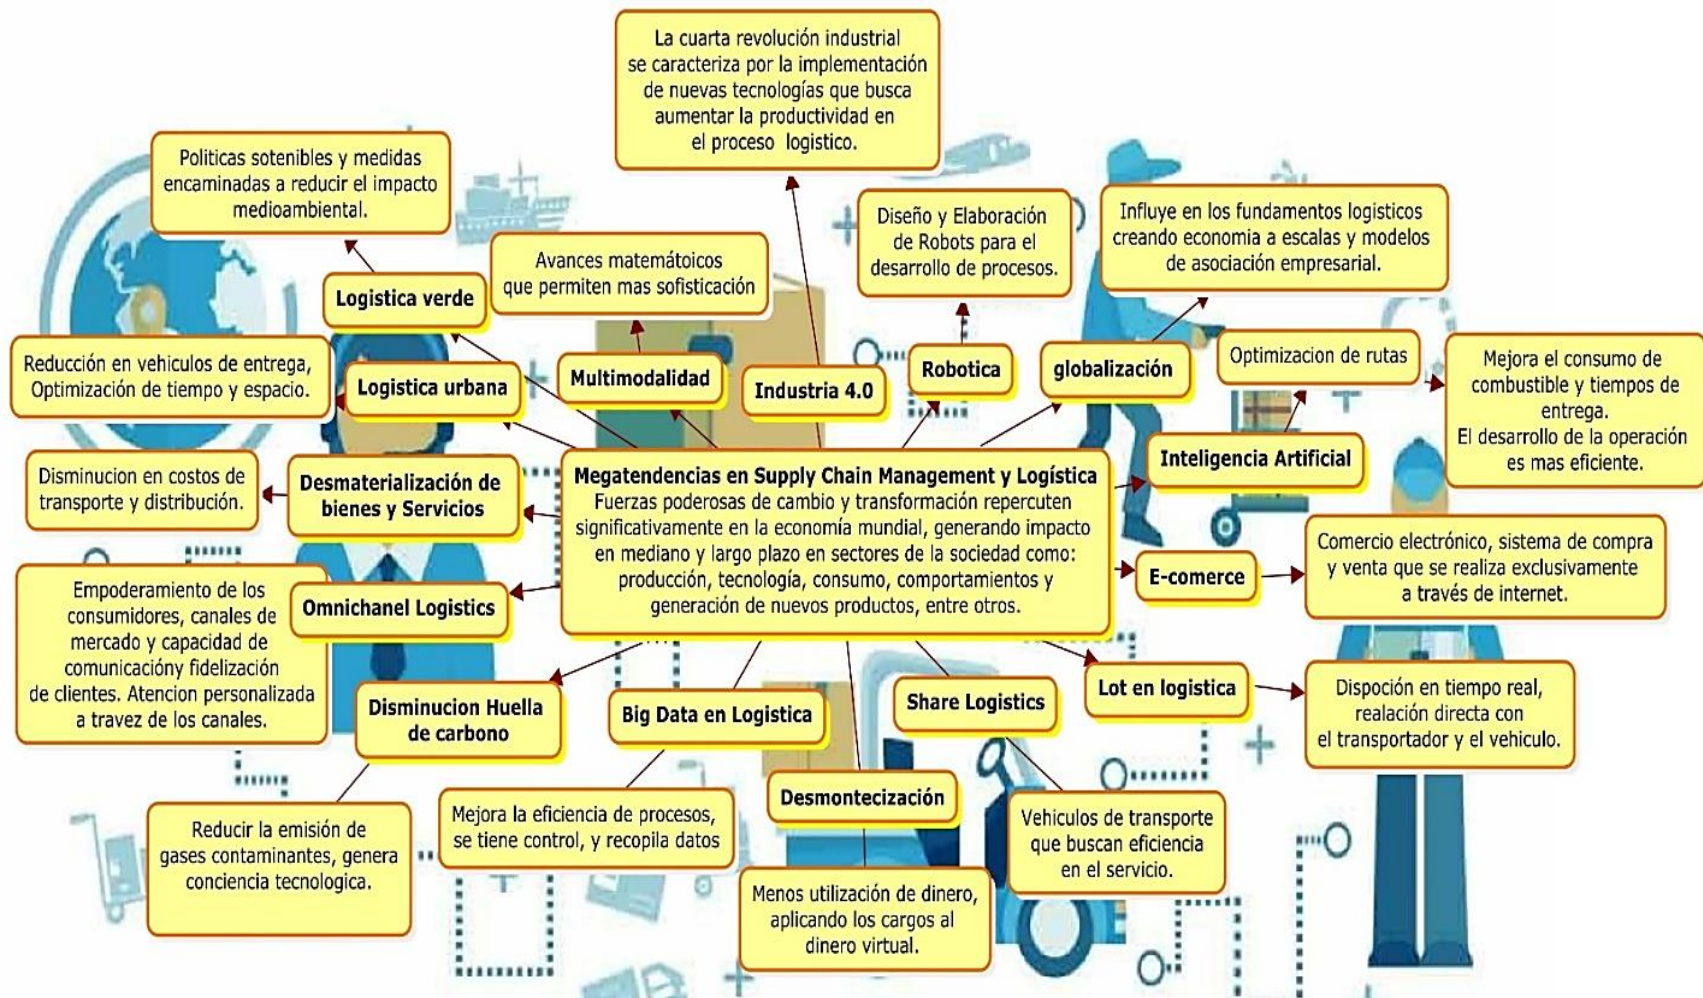 La cuarta revolución industrial
se caracteriza por la implementación
de nuevas tecnologías que busca
aumentar la productividad en
el proceso logistico.
Politicas sotenibles y medidas
encaminadas a reducir el impacto
medioambiental.
Avances matemátoicos
que permiten mas sofisticación
Diseño y Elaboración
de Robots para el
desarrollo de procesos.
Influye en los fundamentos logisticos
creando economia a escalas y modelos
de asociación empresarial.
Logistica verde
Reducción en vehiculos de entrega,
Optimización de tiempo y espacio.
Logistica urbana
Multimodalidad
Industria 4.0
Robotica
globalización
Optimizacion de rutas
Mejora el consumo de
combustible y tiempos de
entrega.
El desarrollo de la operación
es mas eficiente.
Inteligencia Artificial
Disminucion en costos de
transporte y distribución.
Desmaterialización de
bienes y Servicios
Megatendencias en Supply Chain Management y Logística
Fuerzas poderosas de cambio y transformación repercuten
significativamente en la economía mundial, generando impacto
en mediano y largo plazo en sectores de la sociedad como:
producción, tecnología, consumo, comportamientos y
generación de nuevos productos, entre otros.
E-comerce
Comercio electrónico, sistema de compra
y venta que se realiza exclusivamente
a través de internet.
Empoderamiento de los
consumidores, canales de
mercado y capacidad de
comunicacióny fidelización
de clientes. Atencion personalizada
a travez de los canales.
Omnichanel Logistics
Disminucion Huella
de carbono
Big Data en Logistica
Share Logistics
Lot en logistica
Dispoción en tiempo real,
realación directa con
el transportador y el vehiculo.
Desmontecización
Reducir la emisión de
gases contaminantes, genera
conciencia tecnologica.
Mejora la eficiencia de procesos,
se tiene control, y recopila datos
Vehiculos de transporte
que buscan eficiencia
en el servicio.
Menos utilización de dinero,
aplicando los cargos al
dinero virtual.